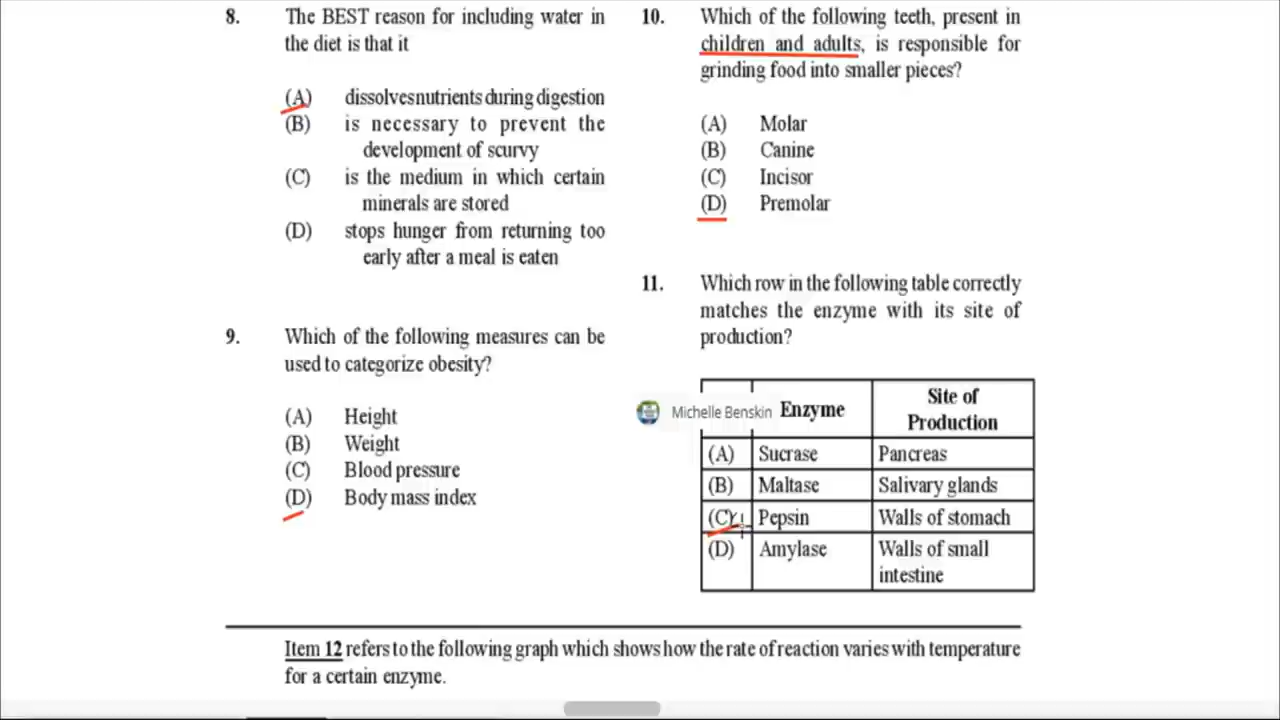 8. The BEST reason for including water in
the diet is that it
(A) dissolvesnutrients during digestion
(B) is necessary to prevent the
development of scurvy
(C) is the medium in which certain
minerals are stored
(D) stops hunger from returning too
early after a meal is eaten
9. Which of the following measures can be
used to categorize obesity?
(A) Height
(B) Weight
(C) Blood pressure
(D) Body mass index
10. Which of the following teeth, present in
children and adults, is responsible for
grinding food into smaller pieces?
(A) Molar
(B) Canine
(C) Incisor
(D) Premolar
11. Which row in the following table correctly
matches the enzyme with its site of
production?
Michelle Benskin
Enzyme Site of
Production
(A) Sucrase Pancreas
(B) Maltase Salivary glands
(C) Pepsin Walls of stomach
(D) Amylase Walls of small
intestine
Item 12 refers to the following graph which shows how the rate of reaction varies with temperature
for a certain enzyme.